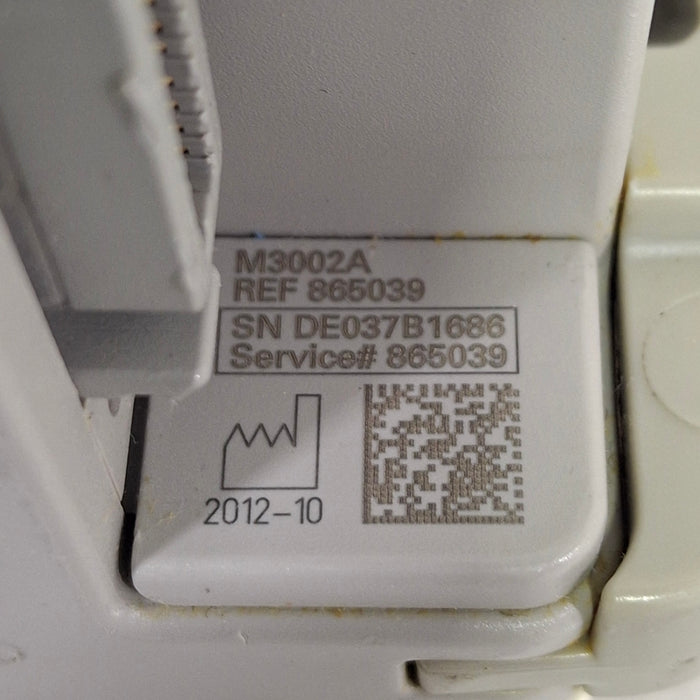 M3002A
REF 865039
SN DE037B1686
Service# 865039
2012-10